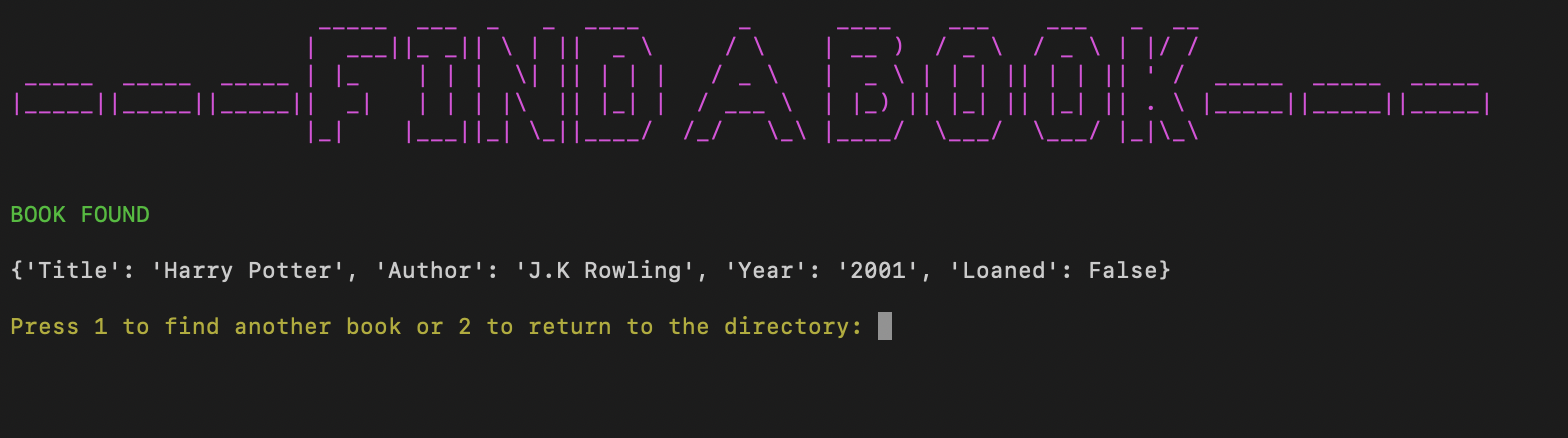 ---FIND A BOOK---
BOOK FOUND
{'Title': 'Harry Potter', 'Author': 'J.K Rowling', 'Year': '2001', 'Loaned': False}
Press 1 to find another book or 2 to return to the directory: